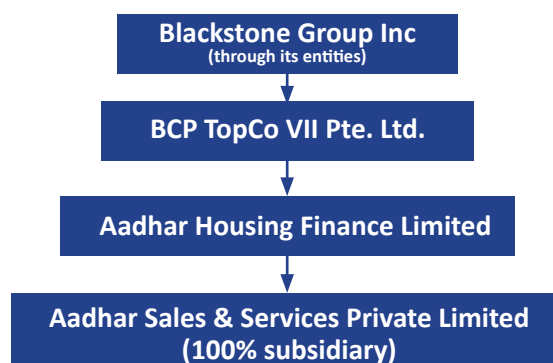 Blackstone Group Inc
(through its entities)
BCP TopCo VII Pte. Ltd.
Aadhar Housing Finance Limited
Aadhar Sales & Services Private Limited
(100% subsidiary)